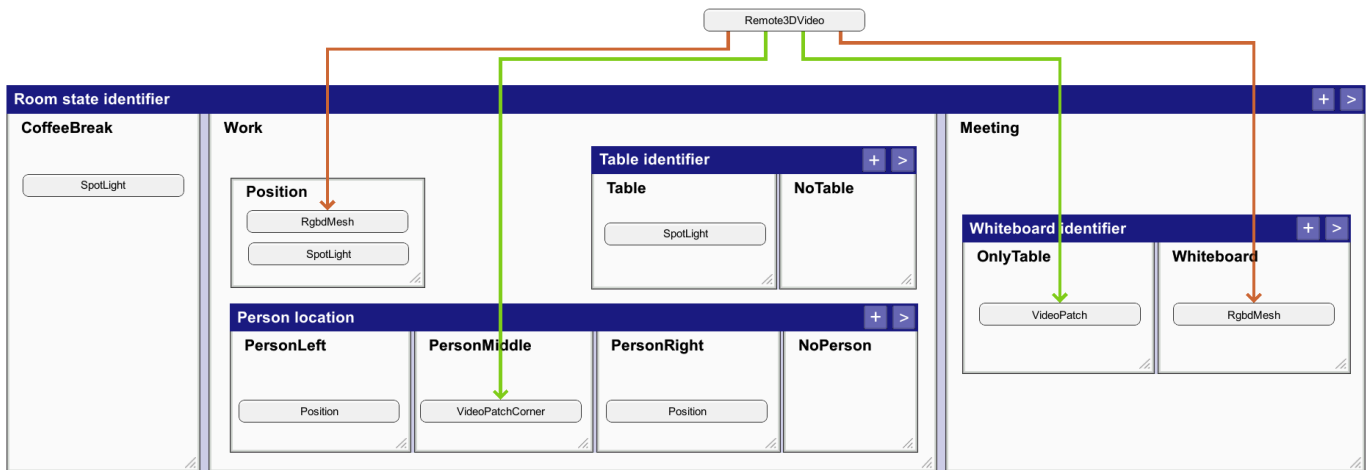 Remote3DVideo
Room state identifier + >
CoffeeBreak
SpotLight
Work
Position
RgbdMesh
SpotLight
Table identifier + >
Table
SpotLight
NoTable
Person location + >
PersonLeft
Position
PersonMiddle
VideoPatchCorner
PersonRight
Position
NoPerson
Meeting
Whiteboard identifier + >
OnlyTable
VideoPatch
Whiteboard
RgbdMesh